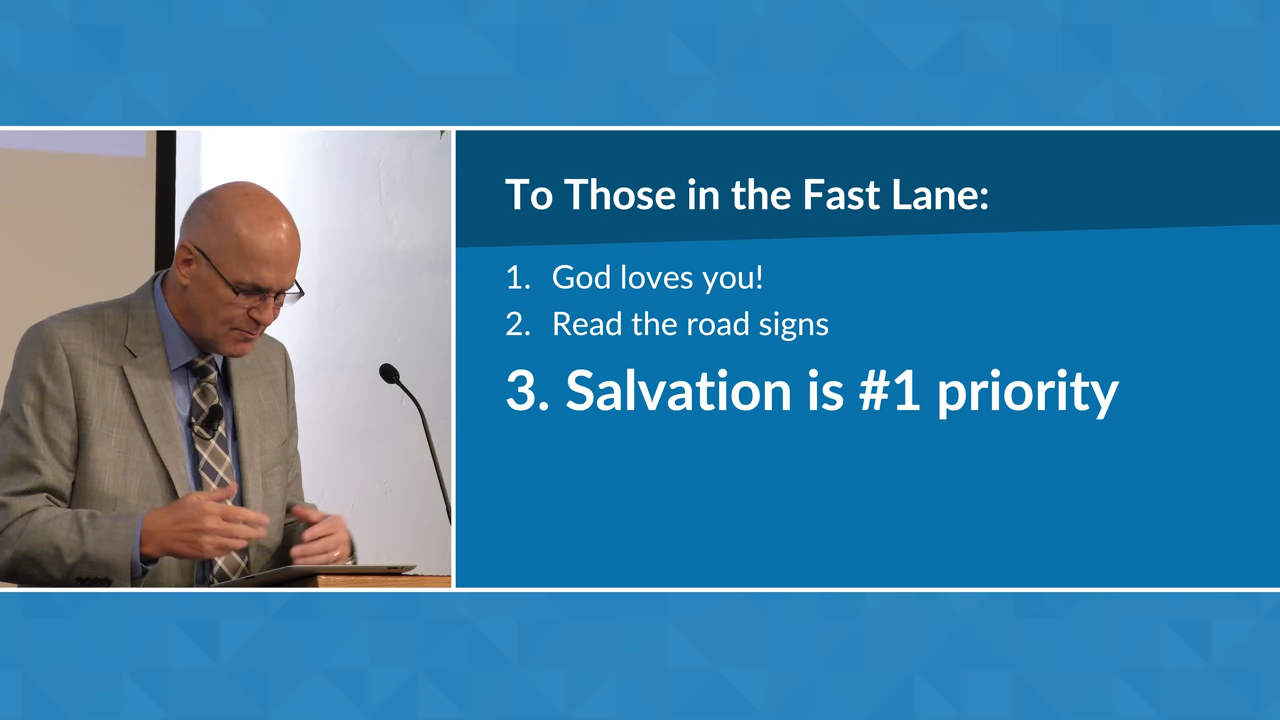 To Those in the Fast Lane:
1. God loves you!
2. Read the road signs
3. Salvation is #1 priority